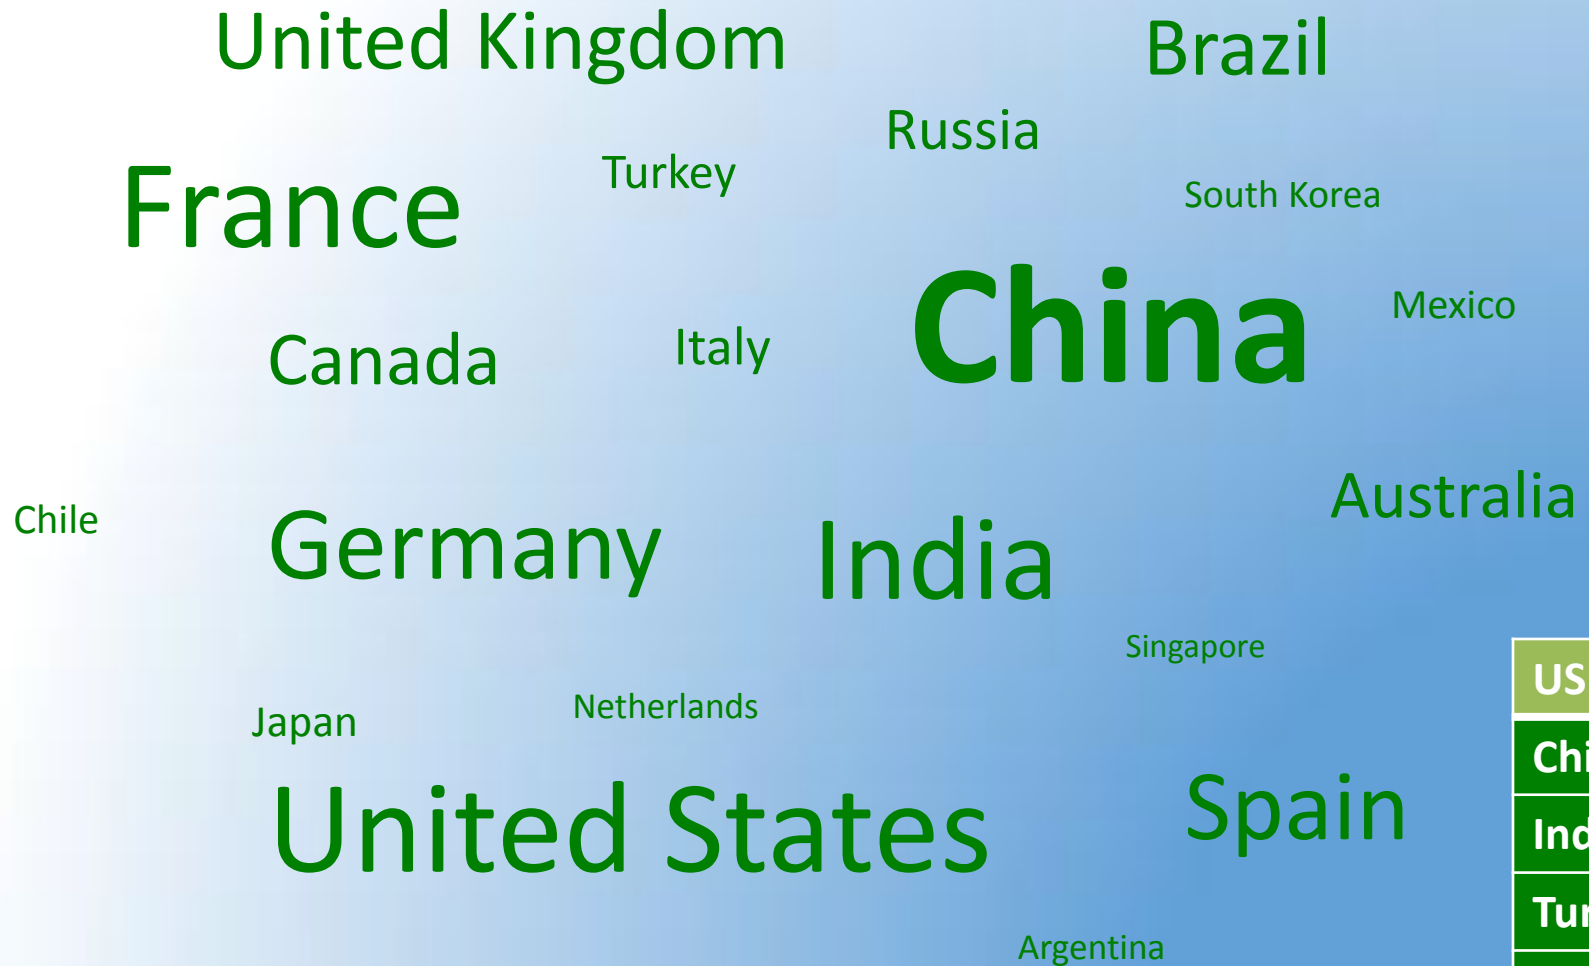 United Kingdom
Brazil
Russia
Turkey
France
South Korea
China
Mexico
Canada
Italy
Australia
Chile
Germany
India
Singapore
US
Netherlands
Japan
Spain
United States
Argentina